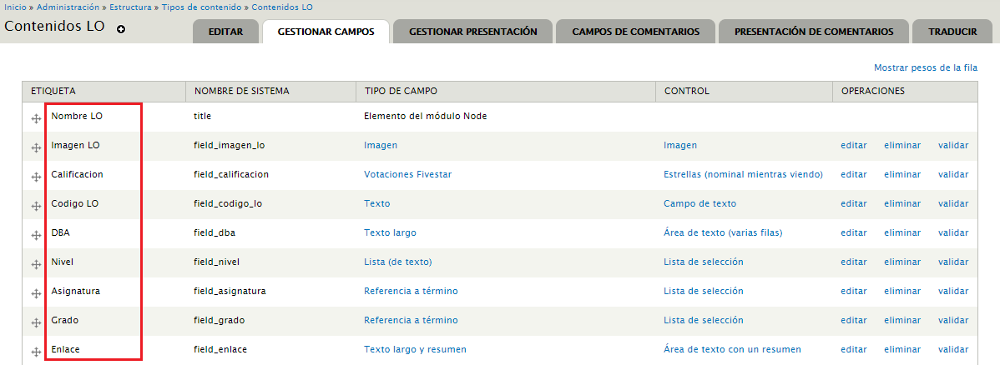 Inicio » Administración » Estructura » Tipos de contenido » Contenidos LO
Contenidos LO
EDITAR GESTIONAR CAMPOS GESTIONAR PRESENTACIÓN CAMPOS DE COMENTARIOS PRESENTACIÓN DE COMENTARIOS TRADUCIR
Mostrar pesos de la fila
ETIQUETA NOMBRE DE SISTEMA TIPO DE CAMPO CONTROL OPERACIONES
Nombre LO title Elemento del módulo Node
Imagen LO field_imagen_lo Imagen Imagen editar eliminar validar
Calificacion field_calificacion Votaciones Fivestar Estrellas (nominal mientras viendo) editar eliminar validar
Codigo LO field_codigo_lo Texto Campo de texto editar eliminar validar
DBA field_dba Texto largo Área de texto (varias filas) editar eliminar validar
Nivel field_nivel Lista (de texto) Lista de selección editar eliminar validar
Asignatura field_asignatura Referencia a término Lista de selección editar eliminar validar
Grado field_grado Referencia a término Lista de selección editar eliminar validar
Enlace field_enlace Texto largo y resumen Área de texto con un resumen editar eliminar validar